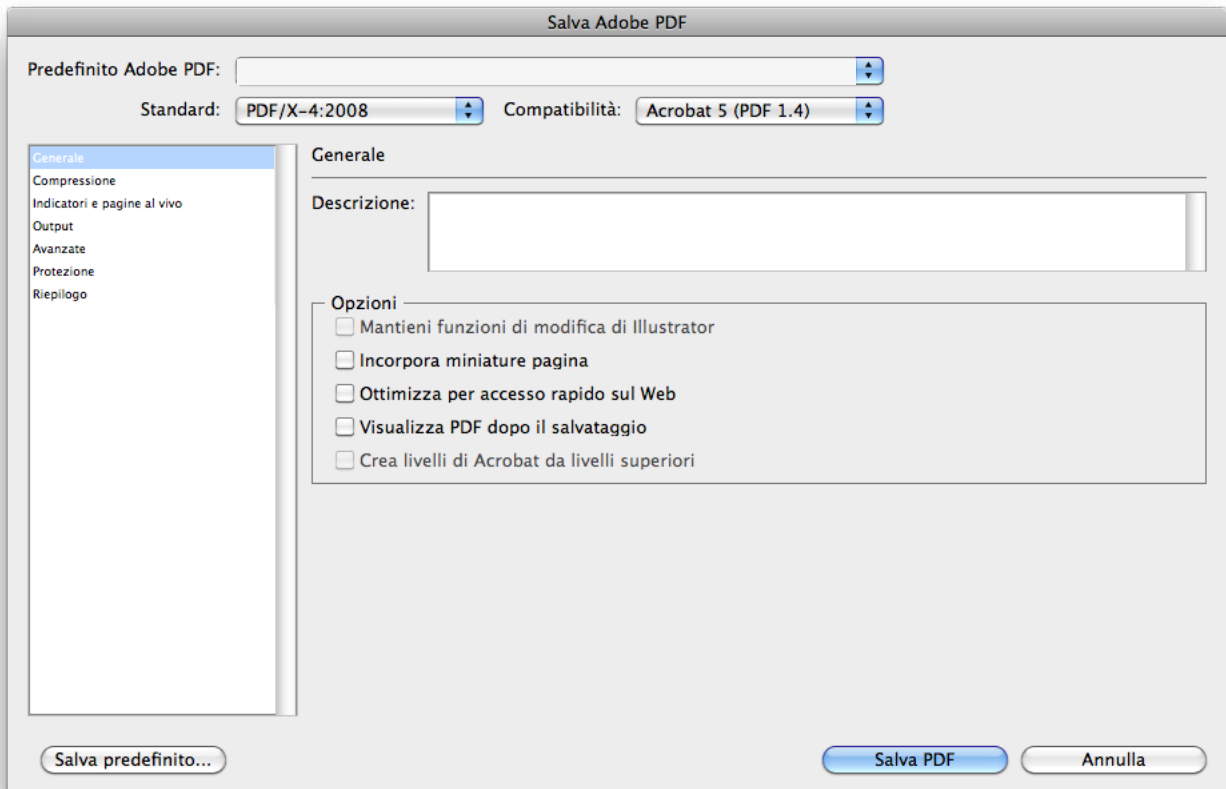 Salva Adobe PDF
Predefinito Adobe PDF:
Standard: PDF/X-4:2008 Compatibilità: Acrobat 5 (PDF 1.4)
Generale
Compressione
Indicatori e pagine al vivo
Output
Avanzate
Protezione
Riepilogo
Generale
Descrizione:
Opzioni
Mantieni funzioni di modifica di Illustrator
Incorpora miniature pagina
Ottimizza per accesso rapido sul Web
Visualizza PDF dopo il salvataggio
Crea livelli di Acrobat da livelli superiori
Salva predefinito... Salva PDF Annulla